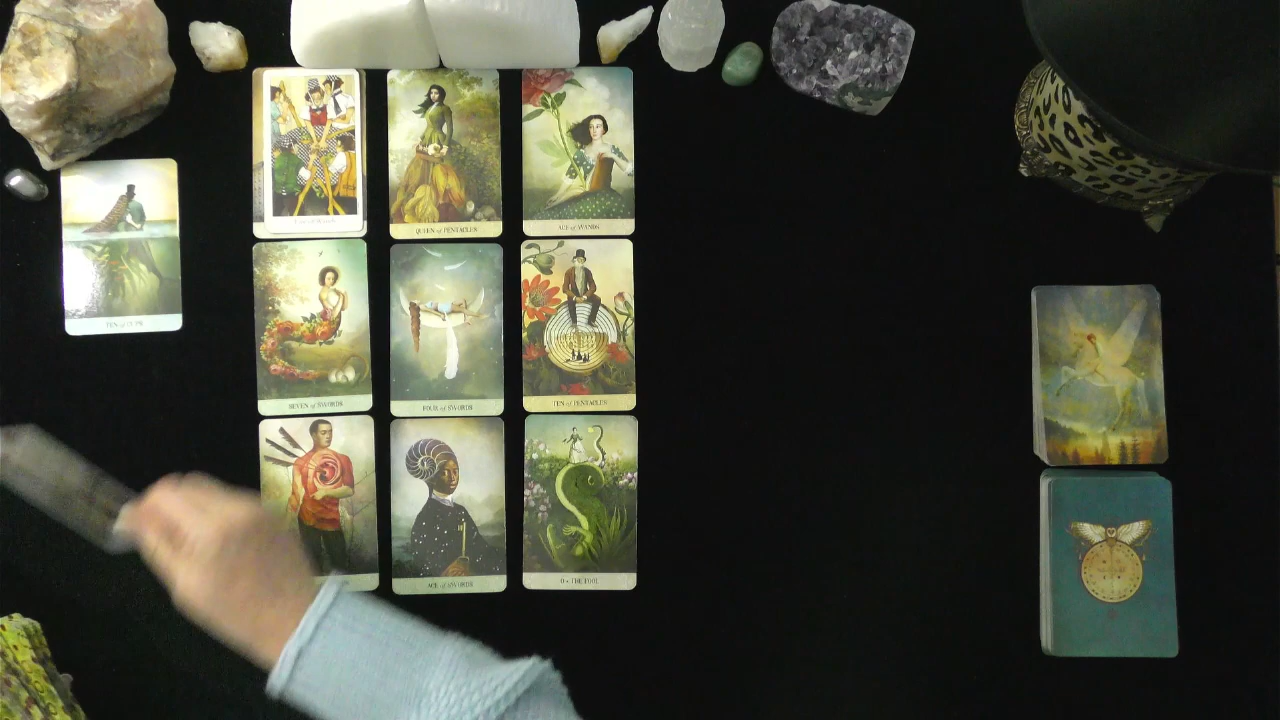 QUEEN of PENTACLES
ACE of WANDS
TEN of CUPS
SEVEN of SWORDS
FOUR of SWORDS
TEN of PENTACLES
ACE of SWORDS
0 • THE FOOL